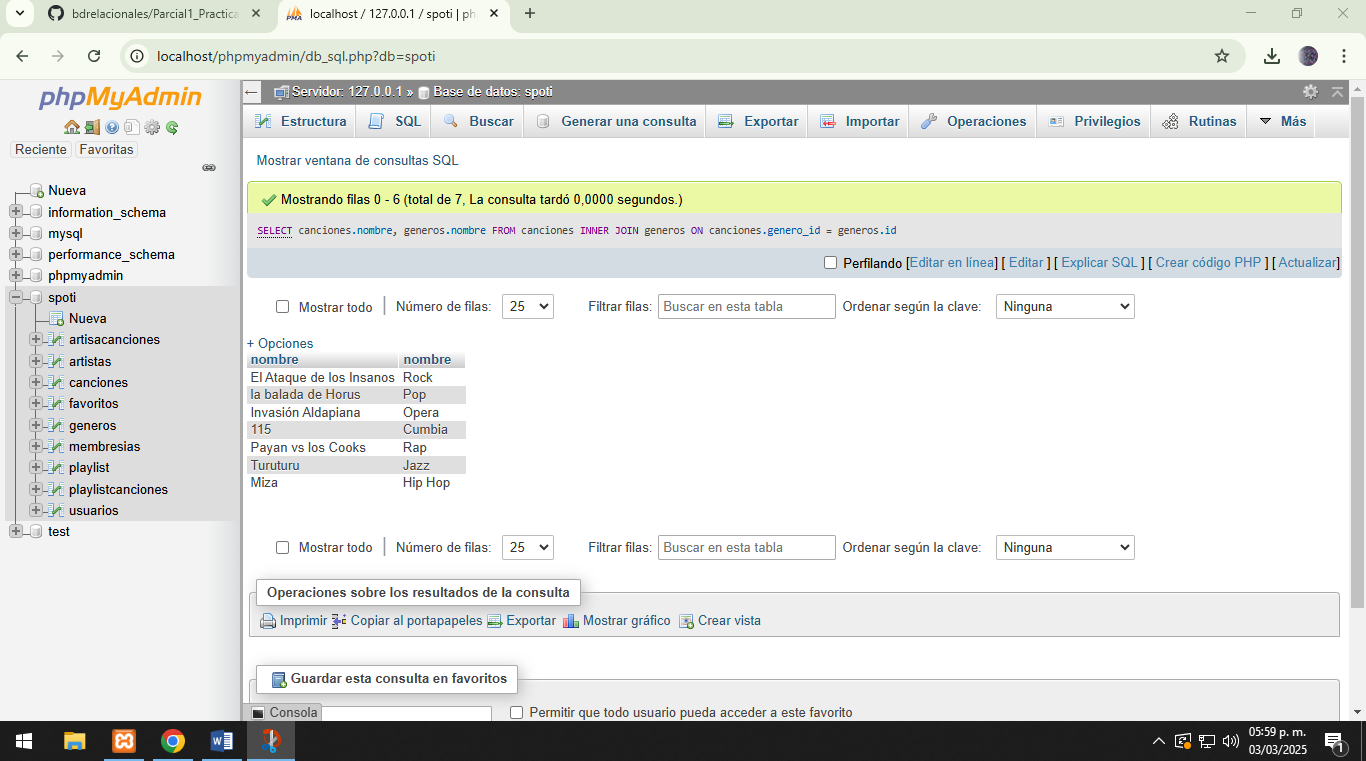 bdrelacionales/Parcial1_Practica
localhost / 127.0.0.1 / spoti | ph
localhost/phpmyadmin/db_sql.php?db=spoti
phpMyAdmin
Reciente Favoritas
Nueva
information_schema
mysql
performance_schema
phpmyadmin
spoti
Nueva
artisacanciones
artistas
canciones
favoritos
generos
membresias
playlist
playlistcanciones
usuarios
test
Servidor: 127.0.0.1 » Base de datos: spoti
Estructura SQL Buscar Generar una consulta Exportar Importar Operaciones Privilegios Rutinas Más
Mostrar ventana de consultas SQL
Mostrando filas 0 - 6 (total de 7, La consulta tardó 0,0000 segundos.)
SELECT canciones.nombre, generos.nombre FROM canciones INNER JOIN generos ON canciones.genero_id = generos.id
Perfilando [Editar en línea] [ Editar ] [ Explicar SQL ] [ Crear código PHP ] [ Actualizar]
Mostrar todo | Número de filas: 25 Filtrar filas: Buscar en esta tabla Ordenar según la clave: Ninguna
+ Opciones
nombre nombre
El Ataque de los Insanos Rock
la balada de Horus Pop
Invasión Aldapiana Opera
115 Cumbia
Payan vs los Cooks Rap
Turuturu Jazz
Miza Hip Hop
Mostrar todo | Número de filas: 25 Filtrar filas: Buscar en esta tabla Ordenar según la clave: Ninguna
Operaciones sobre los resultados de la consulta
Imprimir Copiar al portapapeles Exportar Mostrar gráfico Crear vista
Guardar esta consulta en favoritos
Consola Permitir que todo usuario pueda acceder a este favorito
05:59 p. m.
03/03/2025
1